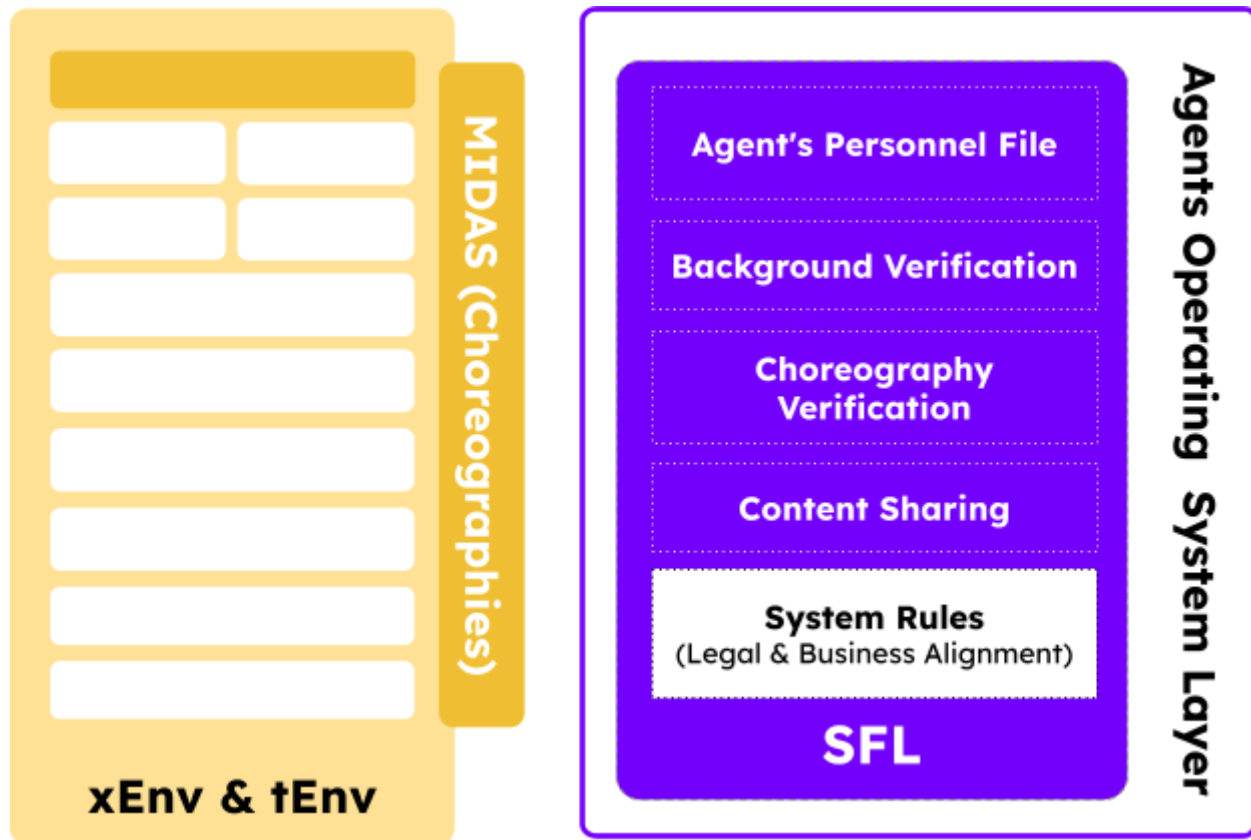 MIDAS (Choreographies)
xEnv & tEnv
Agent's Personnel File
Background Verification
Choreography
Verification
Content Sharing
System Rules
(Legal & Business Alignment)
SFL
Agents Operating System Layer